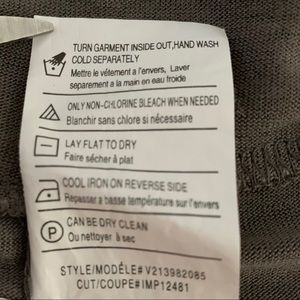 TURN GARMENT INSIDE OUT,HAND WASH
COLD SEPARATELY
Mettre le vêtement a l'envers, Laver
separatement a la main en eau froide
ONLY NON-CHLORINE BLEACH WHEN NEEDED
Blanchir sans chlore si nécessaire
LAY FLAT TO DRY
Faire sécher à plat
COOL IRON ON REVERSE SIDE
Repasser a basse température sur l'envers
P
CAN BE DRY CLEAN
Ou nettoyer à sec
STYLE/MODÈLE# V213982085
CUT/COUPE#IMP12481